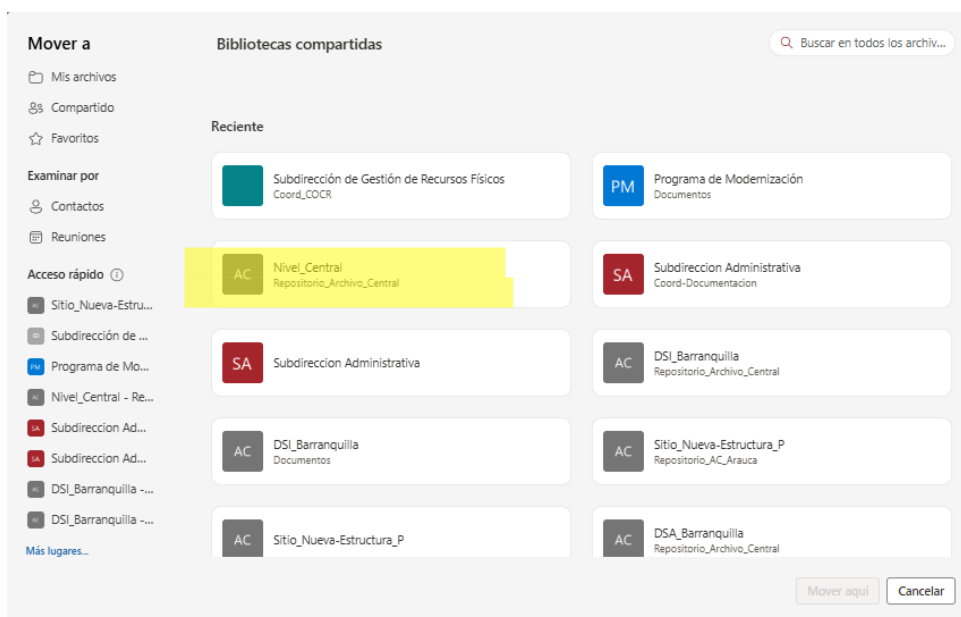 Mover a
Mis archivos
Compartido
Favoritos
Examinar por
Contactos
Reuniones
Acceso rápido
AC Sitio_Nueva-Estru...
SD Subdirección de ...
PM Programa de Mo...
AC Nivel_Central - Re...
SA Subdireccion Ad...
SA Subdireccion Ad...
AC DSI_Barranquilla -...
AC DSI_Barranquilla -...
Más lugares...
Bibliotecas compartidas
Buscar en todos los archiv...
Reciente
Subdirección de Gestión de Recursos Físicos
Coord_COCR
PM
Programa de Modernización
Documentos
AC
Nivel_Central
Repositorio_Archivo_Central
SA
Subdireccion Administrativa
Coord-Documentacion
SA
Subdireccion Administrativa
AC
DSI_Barranquilla
Repositorio_Archivo_Central
AC
DSI_Barranquilla
Documentos
AC
Sitio_Nueva-Estructura_P
Repositorio_AC_Arauca
AC
Sitio_Nueva-Estructura_P
AC
DSA_Barranquilla
Repositorio_Archivo_Central
Mover aquí
Cancelar